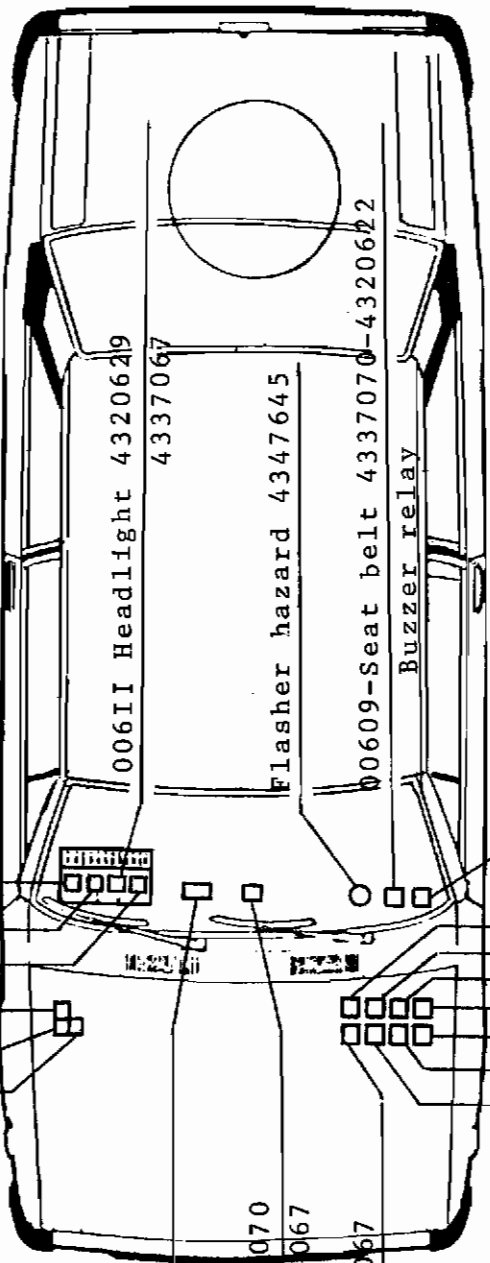 006II Headlight 4320629
4337067
Flasher hazard 4347645
00609-Seat belt 4337070-4320622
Buzzer relay
070
067
067